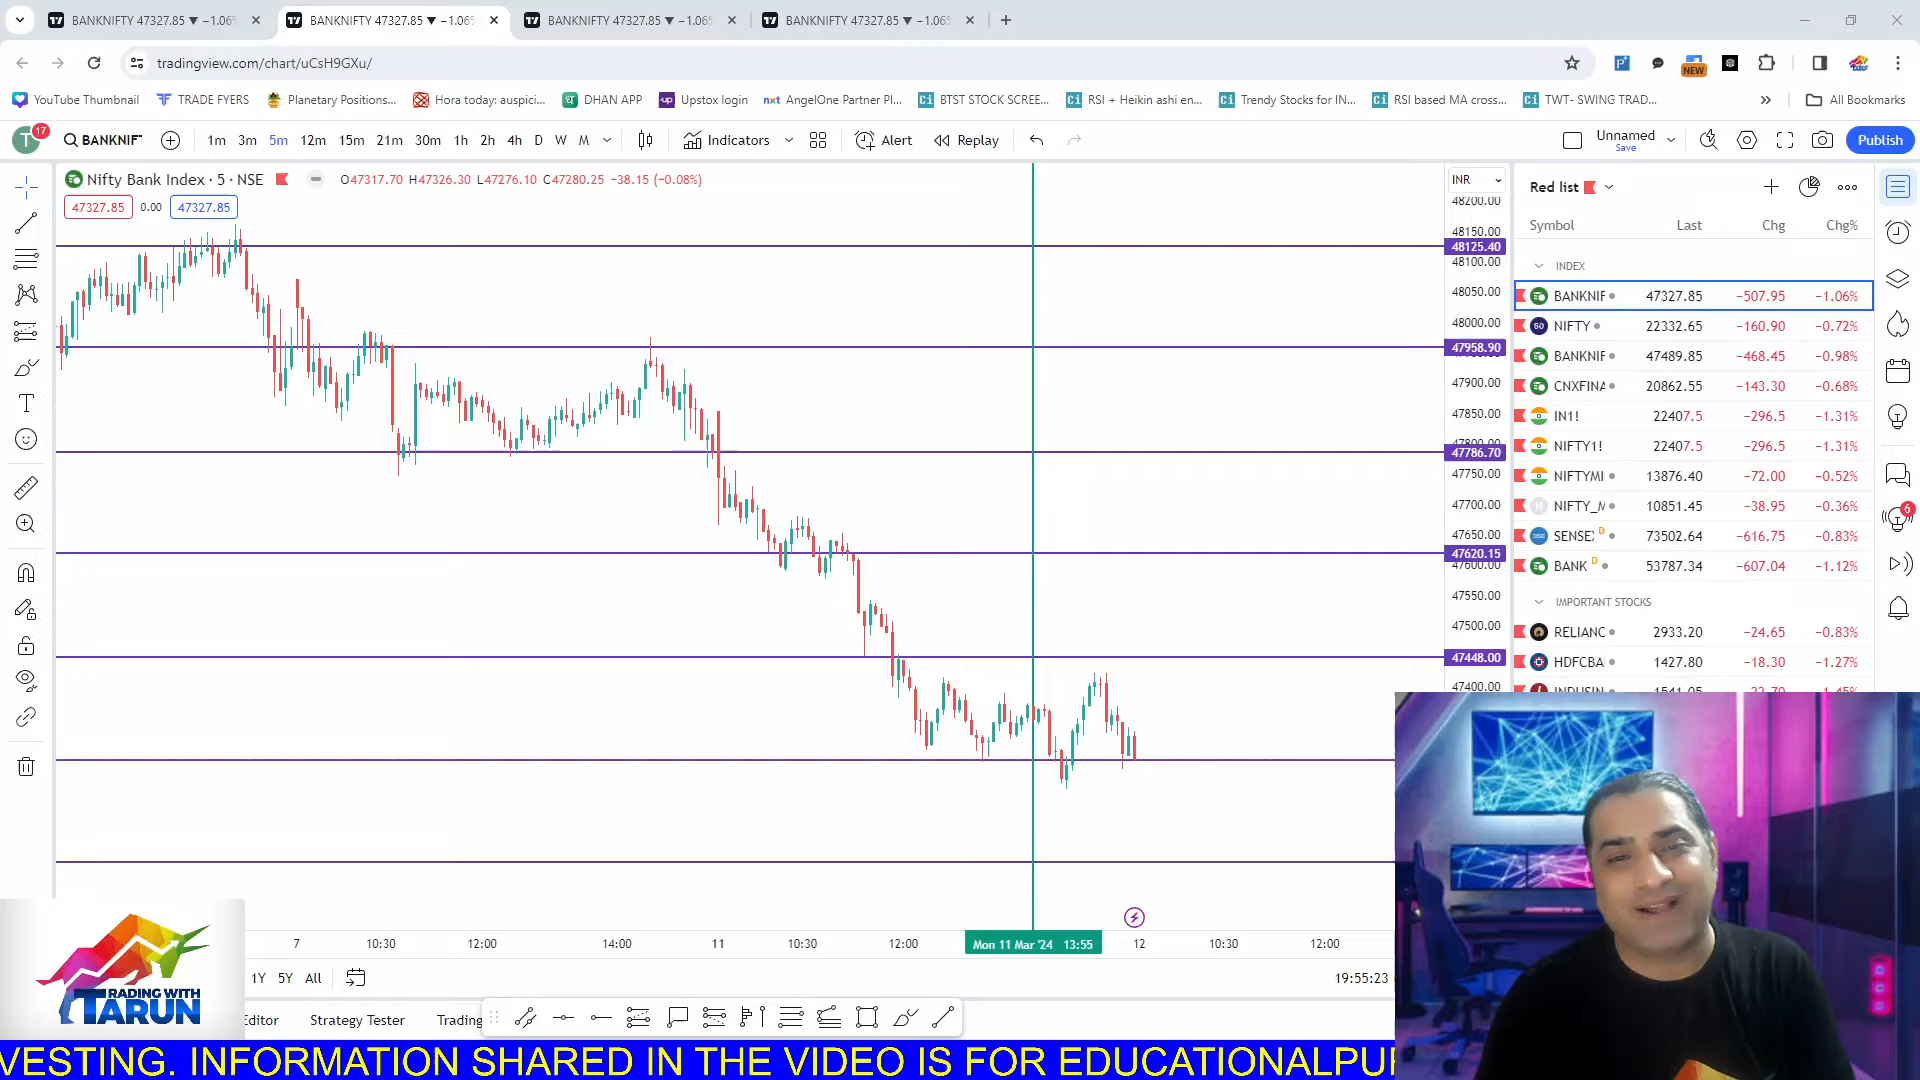 BANKNIFTY 47327.85 ▼ −1.06% BANKNIFTY 47327.85 ▼ −1.06% BANKNIFTY 47327.85 ▼ −1.06% BANKNIFTY 47327.85 ▼ −1.06%
tradingview.com/chart/uCsH9GXu/
NEW
YouTube Thumbnail TRADE FYERS Planetary Positions... Hora today: auspici... DHAN APP Upstox login AngelOne Partner Pl... BTST STOCK SCREE... RSI + Heikin ashi en... Trendy Stocks for IN... RSI based MA cross... TWT- SWING TRAD... » All Bookmarks
T 17 BANKNIF 1m 3m 5m 12m 15m 21m 30m 1h 2h 4h D W M Indicators Alert Replay Unnamed Save Publish
Nifty Bank Index · 5 · NSE O47317.70 H47326.30 L47276.10 C47280.25 −38.15 (−0.08%)
47327.85 0.00 47327.85
INR
48200.00
48150.00
48125.40
48100.00
48050.00
48000.00
47958.90
47900.00
47850.00
47800.00
47786.70
47750.00
47700.00
47650.00
47620.15
47600.00
47550.00
47500.00
47448.00
47400.00
Red list
Symbol Last Chg Chg%
INDEX
BANKNIF 47327.85 −507.95 −1.06%
NIFTY 22332.65 −160.90 −0.72%
BANKNIF 47489.85 −468.45 −0.98%
CNXFINA 20862.55 −143.30 −0.68%
IN1! 22407.5 −296.5 −1.31%
NIFTY1! 22407.5 −296.5 −1.31%
NIFTYMI 13876.40 −72.00 −0.52%
NIFTY_M 10851.45 −38.95 −0.36%
SENSE D 73502.64 −616.75 −0.83%
BANK D 53787.34 −607.04 −1.12%
IMPORTANT STOCKS
RELIANC 2933.20 −24.65 −0.83%
HDFCBA 1427.80 −18.30 −1.27%
6
7 10:30 12:00 14:00 11 10:30 12:00 Mon 11 Mar '24 13:55 12 10:30 12:00
1Y 5Y All 19:55:23
Editor Strategy Tester Trading
TRADING WITH
TARUN
VESTING. INFORMATION SHARED IN THE VIDEO IS FOR EDUCATIONALPU